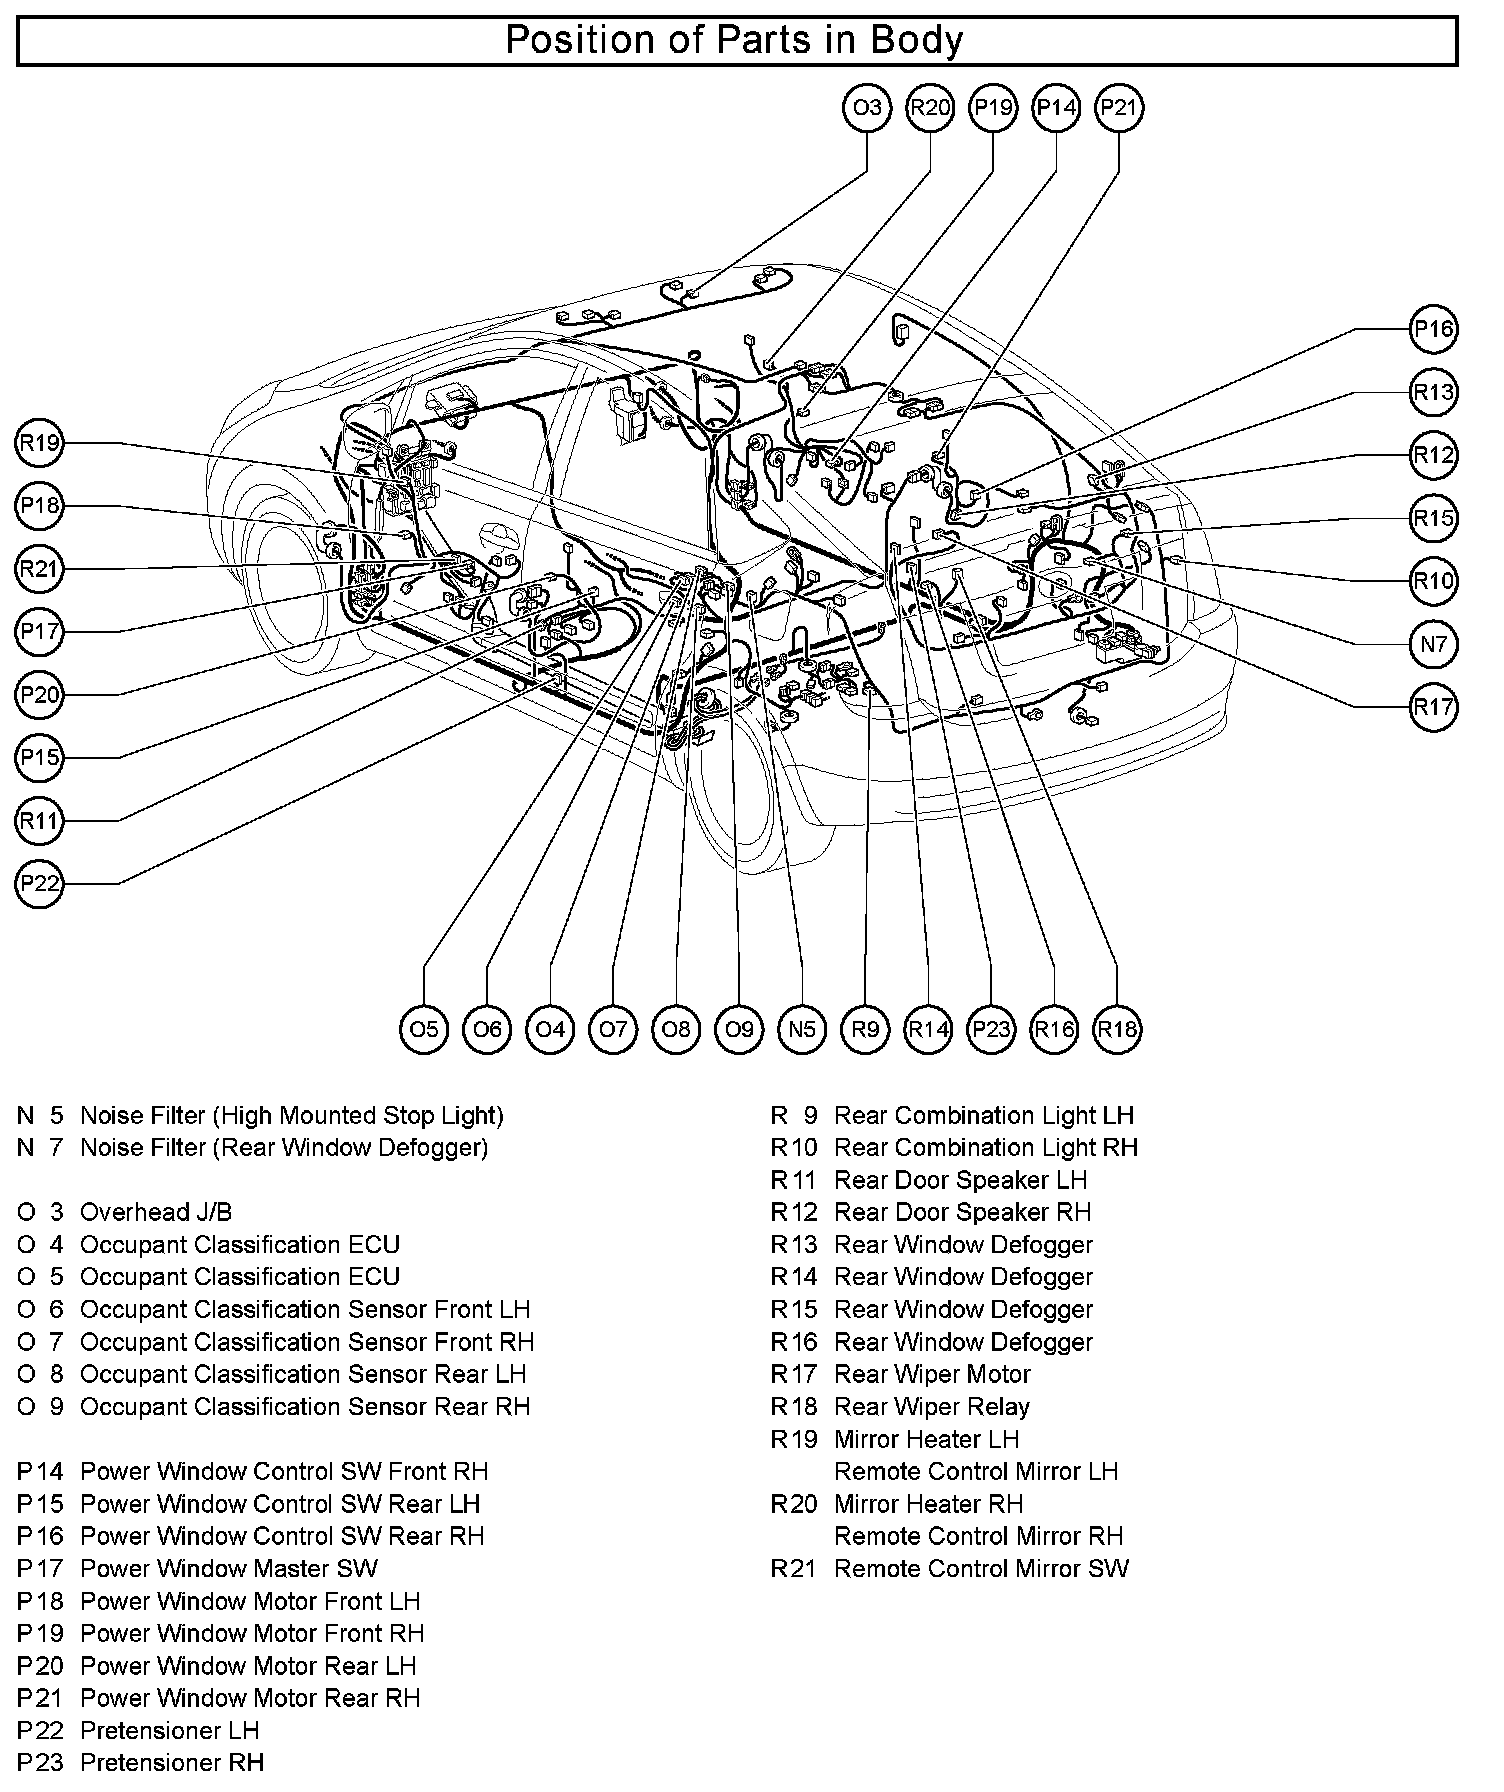 Position of Parts in Body
O3 R20 P19 P14 P21
P16
R13
R19
R12
P18
R15
R21
R10
P17
N7
P20
R17
P15
R11
P22
O5 O6 O4 O7 O8 O9 N5 R9 R14 P23 R16 R18
N 5 Noise Filter (High Mounted Stop Light)
N 7 Noise Filter (Rear Window Defogger)
O 3 Overhead J/B
O 4 Occupant Classification ECU
O 5 Occupant Classification ECU
O 6 Occupant Classification Sensor Front LH
O 7 Occupant Classification Sensor Front RH
O 8 Occupant Classification Sensor Rear LH
O 9 Occupant Classification Sensor Rear RH
P14 Power Window Control SW Front RH
P15 Power Window Control SW Rear LH
P16 Power Window Control SW Rear RH
P17 Power Window Master SW
P18 Power Window Motor Front LH
P19 Power Window Motor Front RH
P20 Power Window Motor Rear LH
P21 Power Window Motor Rear RH
P22 Pretensioner LH
P23 Pretensioner RH
R 9 Rear Combination Light LH
R10 Rear Combination Light RH
R11 Rear Door Speaker LH
R12 Rear Door Speaker RH
R13 Rear Window Defogger
R14 Rear Window Defogger
R15 Rear Window Defogger
R16 Rear Window Defogger
R17 Rear Wiper Motor
R18 Rear Wiper Relay
R19 Mirror Heater LH
Remote Control Mirror LH
R20 Mirror Heater RH
Remote Control Mirror RH
R21 Remote Control Mirror SW